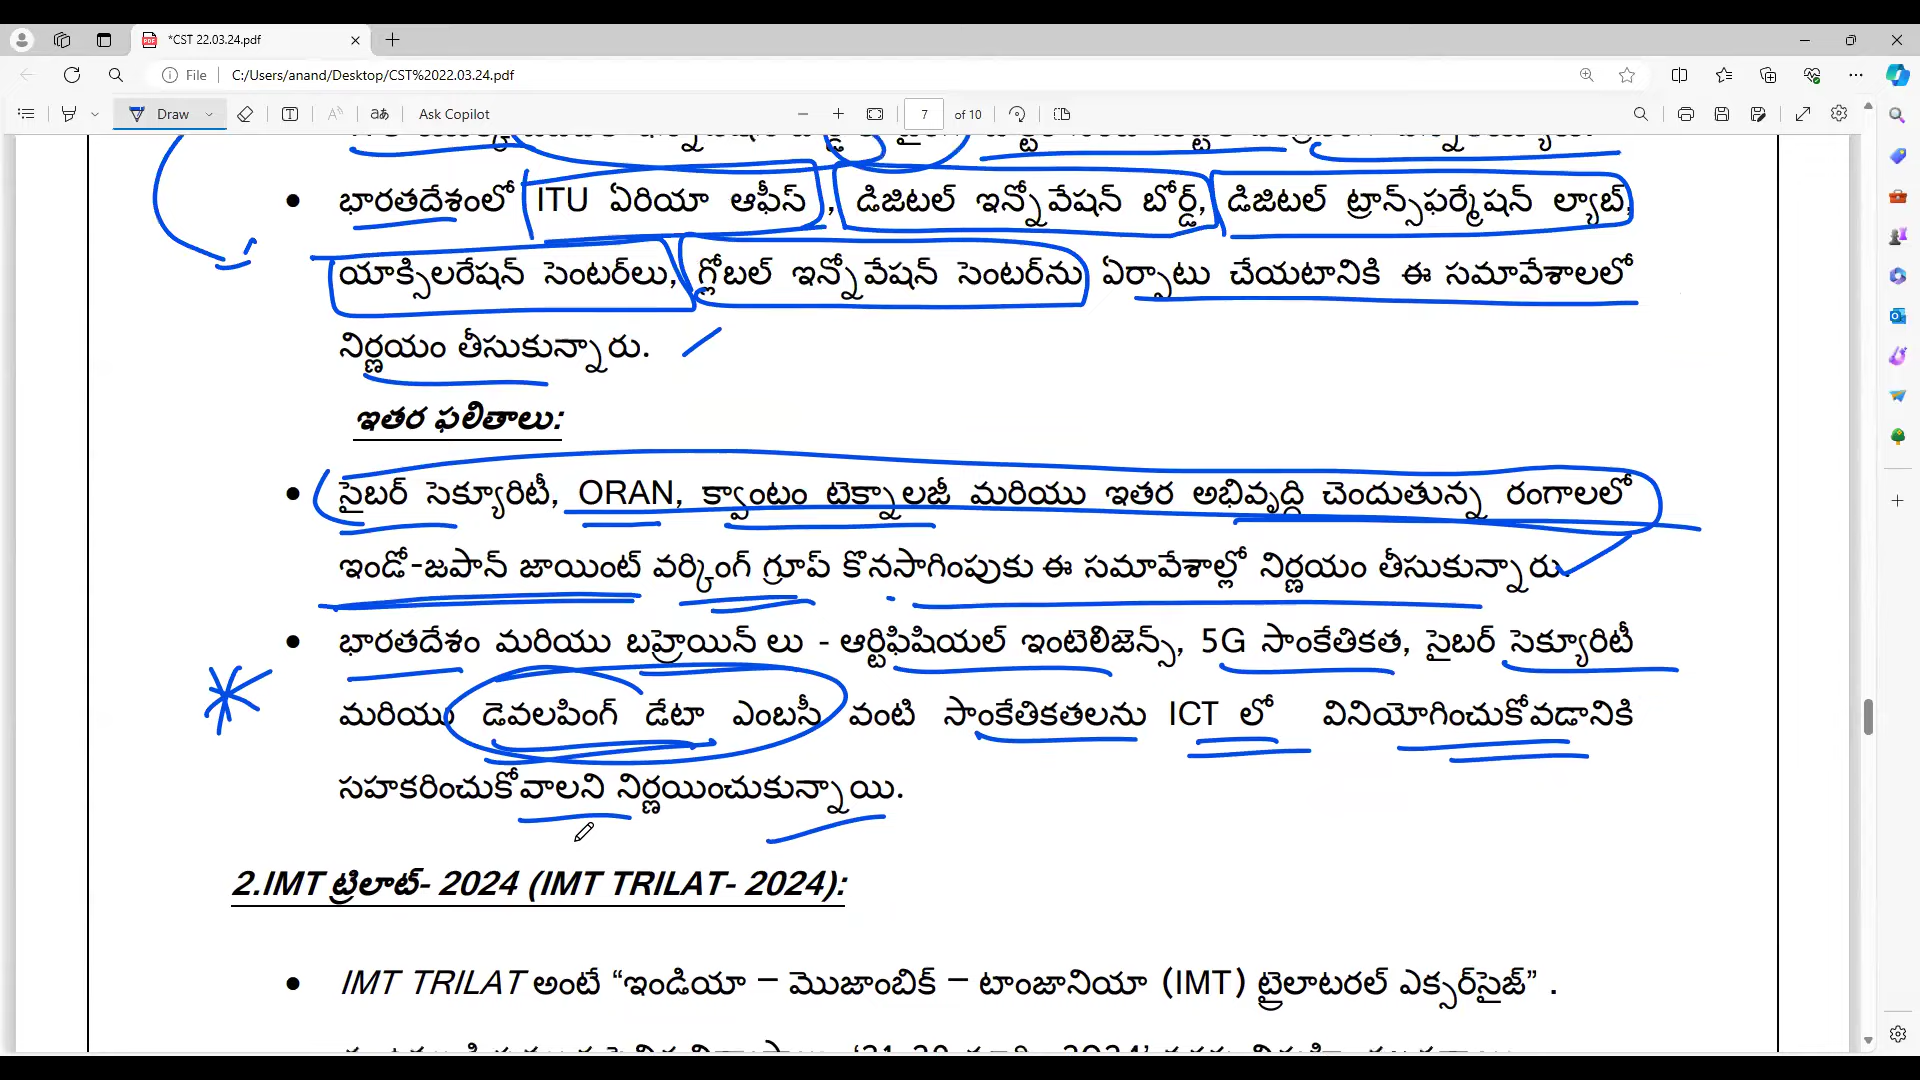 *CST 22.03.24.pdf
File C:/Users/anand/Desktop/CST%2022.03.24.pdf
Draw Ask Copilot 7 of 10
భారతదేశంలో ITU ఏరియా ఆఫీస్ , డిజిటల్ ఇన్నోవేషన్ బోర్డ్, డిజిటల్ ట్రాన్స్ఫర్మేషన్ ల్యాబ్,
యాక్సిలరేషన్ సెంటర్‌లు, గ్లోబల్ ఇన్నోవేషన్ సెంటర్‌ను ఏర్పాటు చేయటానికి ఈ సమావేశాలలో
నిర్ణయం తీసుకున్నారు.
ఇతర ఫలితాలు:
సైబర్ సెక్యూరిటీ, ORAN, క్వాంటం టెక్నాలజీ మరియు ఇతర అభివృద్ది చెందుతున్న రంగాలలో
ఇండో-జపాన్ జాయింట్ వర్కింగ్ గ్రూప్ కొనసాగింపుకు ఈ సమావేశాల్లో నిర్ణయం తీసుకున్నారు.
భారతదేశం మరియు బహ్రెయిన్ లు - ఆర్టిఫిషియల్ ఇంటెలిజెన్స్, 5G సాంకేతికత, సైబర్ సెక్యూరిటీ
మరియు డెవలపింగ్ డేటా ఎంబసీ వంటి సాంకేతికతలను ICT లో వినియోగించుకోవడానికి
సహకరించుకోవాలని నిర్ణయించుకున్నాయి.
2.IMT ట్రిలాట్- 2024 (IMT TRILAT- 2024):
IMT TRILAT అంటే “ఇండియా – మొజాంబిక్ – టాంజానియా (IMT) ట్రైలాటరల్ ఎక్సర్‌సైజ్” .